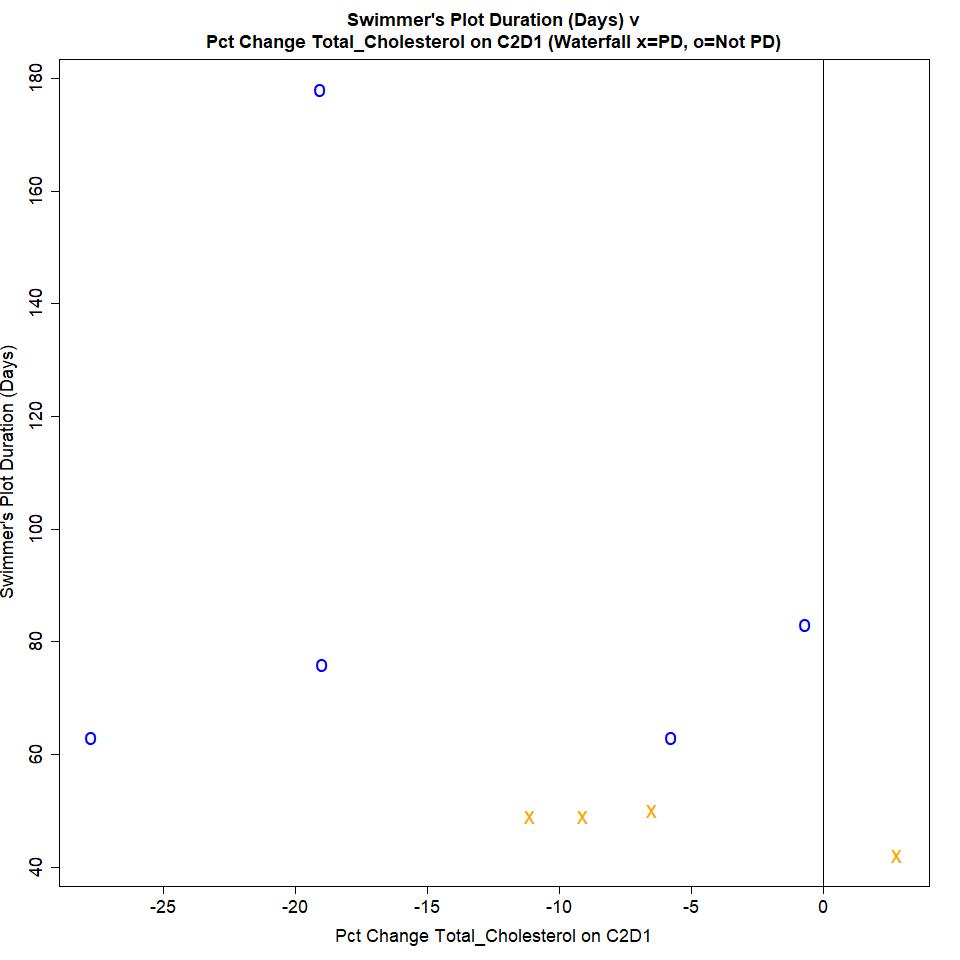 Swimmer's Plot Duration (Days) v
Pct Change Total_Cholesterol on C2D1 (Waterfall x=PD, o=Not PD)
Swimmer's Plot Duration (Days)
180
160
140
120
100
80
60
40
O
O
O
O
O
X
X
X
X
-25
-20
-15
-10
-5
0
Pct Change Total_Cholesterol on C2D1